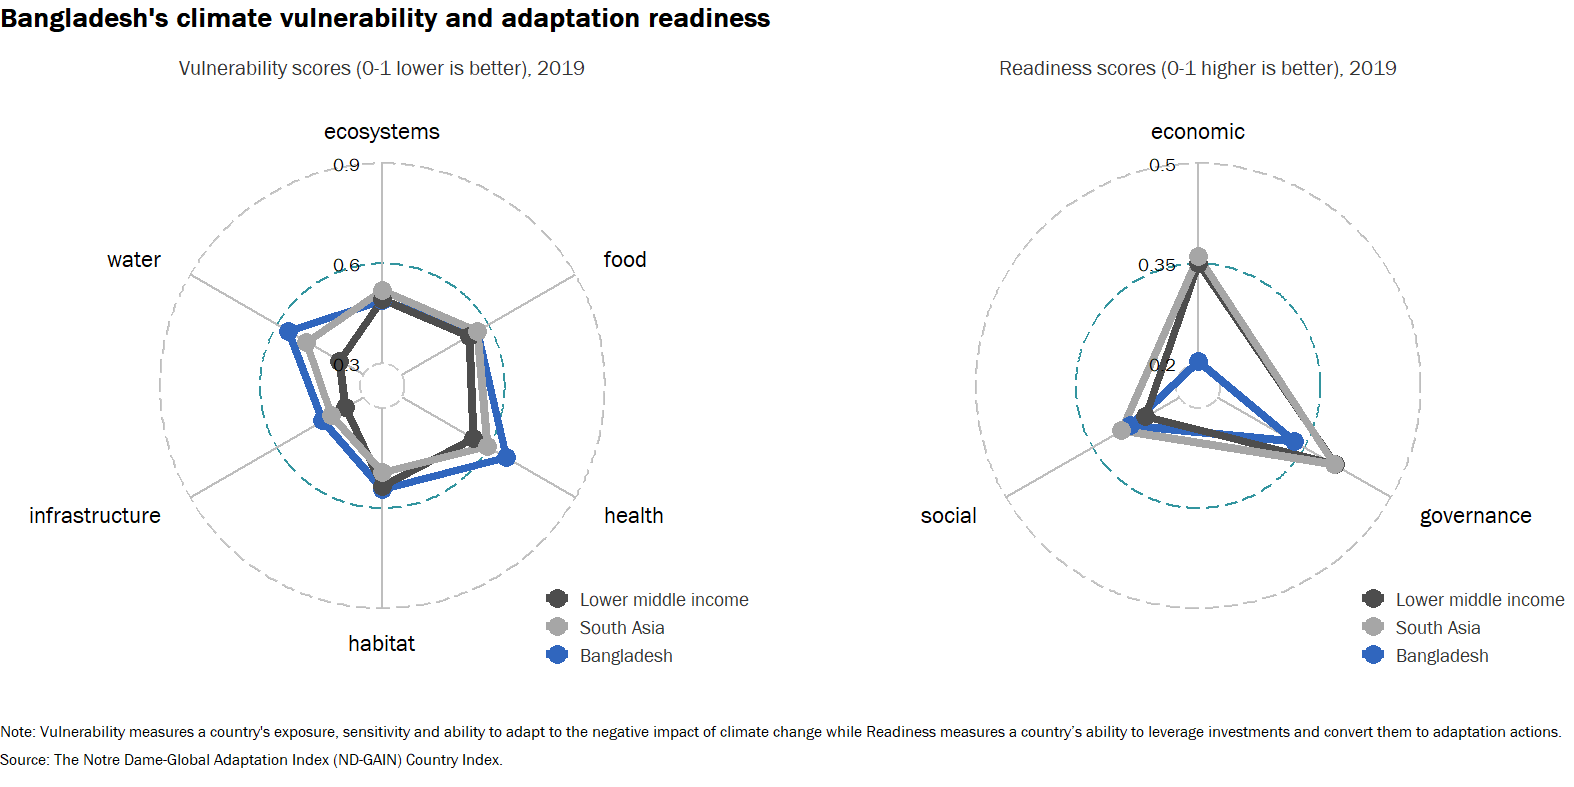 Bangladesh's climate vulnerability and adaptation readiness
Vulnerability scores (0-1 lower is better), 2019
ecosystems
0.9
water
food
0.6
0.3
infrastructure
health
habitat
Lower middle income
South Asia
Bangladesh
Readiness scores (0-1 higher is better), 2019
economic
0.5
0.35
0.2
social
governance
Lower middle income
South Asia
Bangladesh
Note: Vulnerability measures a country's exposure, sensitivity and ability to adapt to the negative impact of climate change while Readiness measures a country’s ability to leverage investments and convert them to adaptation actions.
Source: The Notre Dame-Global Adaptation Index (ND-GAIN) Country Index.